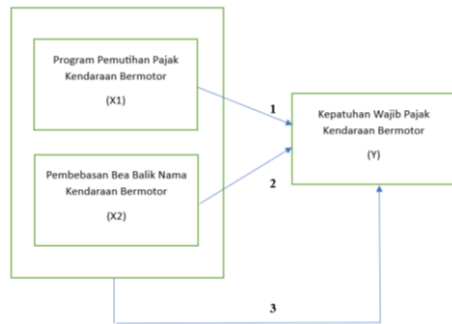 Program Pemutihan Pajak
Kendaraan Bermotor
(X1)
1
Kepatuhan Wajib Pajak
Kendaraan Bermotor
(Y)
Pembebasan Bea Balik Nama
Kendaraan Bermotor
(X2)
2
3